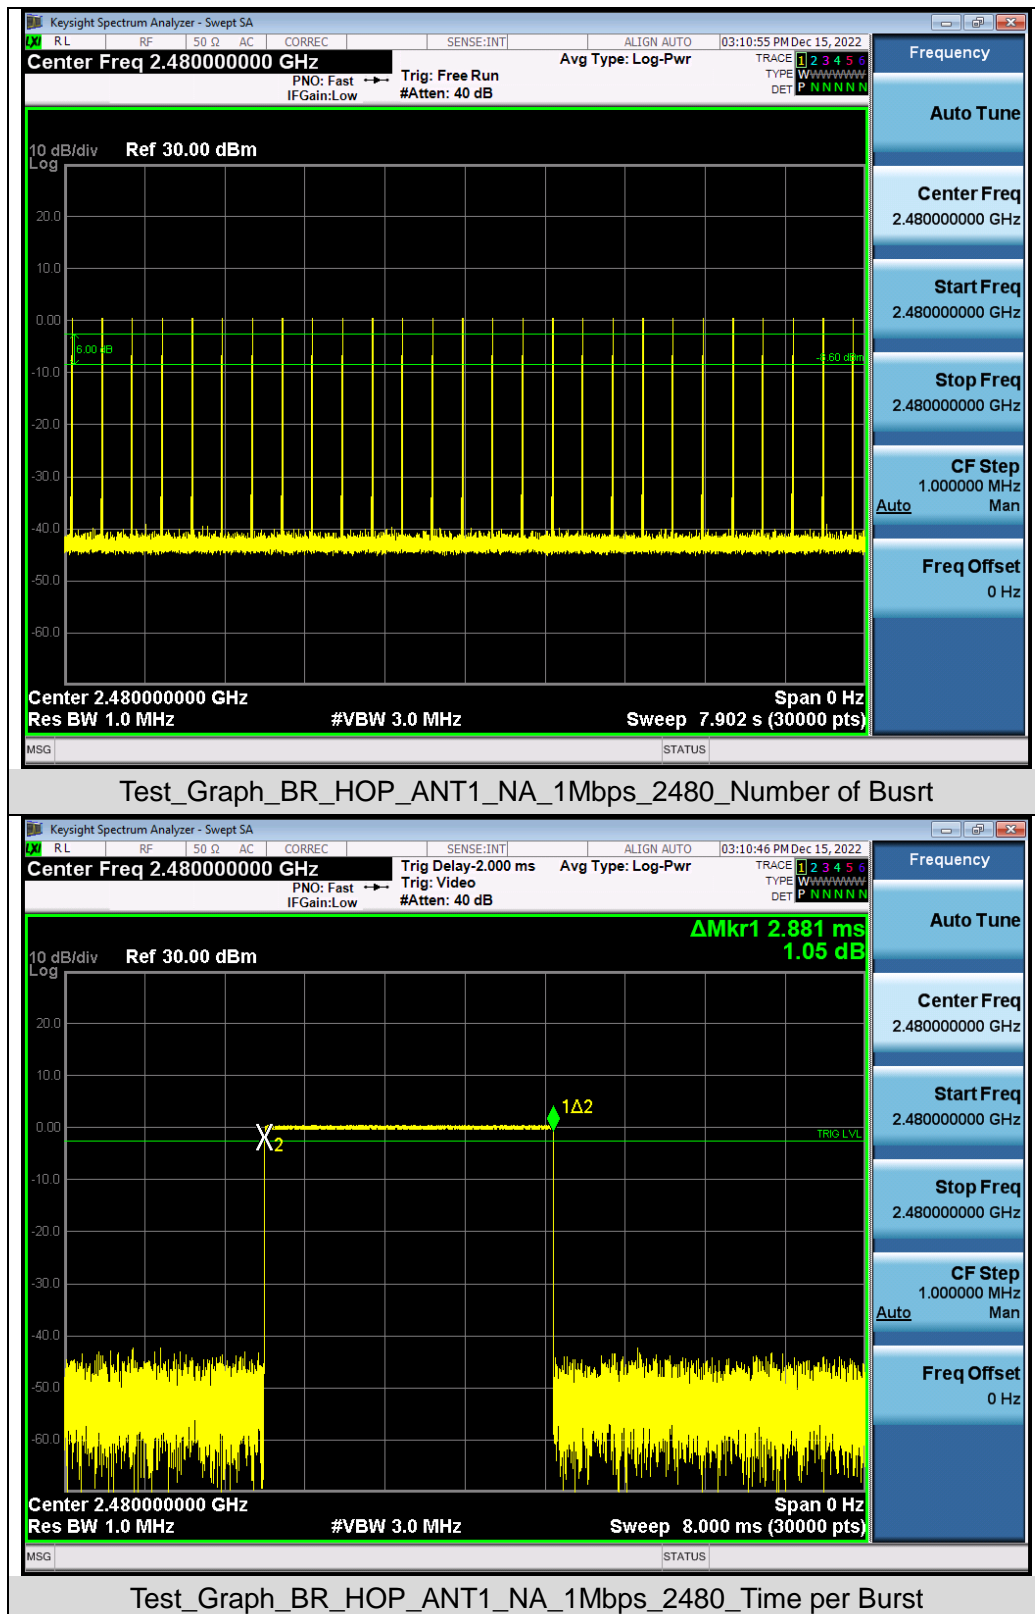 Keysight Spectrum Analyzer - Swept SA
LXI RL RF 50 Ω AC CORREC SENSE:INT ALIGN AUTO 03:10:55 PM Dec 15, 2022
Center Freq 2.480000000 GHz Avg Type: Log-Pwr TRACE 1 2 3 4 5 6
PNO: Fast Trig: Free Run TYPE WWWWWW
IFGain:Low #Atten: 40 dB DET P N N N N N
Frequency
Auto Tune
Center Freq
2.480000000 GHz
Start Freq
2.480000000 GHz
Stop Freq
2.480000000 GHz
CF Step
1.000000 MHz
Auto Man
Freq Offset
0 Hz
10 dB/div Ref 30.00 dBm
Log
20.0
10.0
0.00
6.00 dB
-8.60 dBm
-10.0
-20.0
-30.0
-40.0
-50.0
-60.0
Center 2.480000000 GHz Span 0 Hz
Res BW 1.0 MHz #VBW 3.0 MHz Sweep 7.902 s (30000 pts)
MSG STATUS
Test_Graph_BR_HOP_ANT1_NA_1Mbps_2480_Number of Busrt
Keysight Spectrum Analyzer - Swept SA
LXI RL RF 50 Ω AC CORREC SENSE:INT ALIGN AUTO 03:10:46 PM Dec 15, 2022
Center Freq 2.480000000 GHz Trig Delay-2.000 ms Avg Type: Log-Pwr TRACE 1 2 3 4 5 6
PNO: Fast Trig: Video TYPE WWWWWW
IFGain:Low #Atten: 40 dB DET P N N N N N
Frequency
Auto Tune
Center Freq
2.480000000 GHz
Start Freq
2.480000000 GHz
Stop Freq
2.480000000 GHz
CF Step
1.000000 MHz
Auto Man
Freq Offset
0 Hz
ΔMkr1 2.881 ms
1.05 dB
10 dB/div Ref 30.00 dBm
Log
20.0
10.0
1Δ2
0.00
TRIG LVL
2
-10.0
-20.0
-30.0
-40.0
-50.0
-60.0
Center 2.480000000 GHz Span 0 Hz
Res BW 1.0 MHz #VBW 3.0 MHz Sweep 8.000 ms (30000 pts)
MSG STATUS
Test_Graph_BR_HOP_ANT1_NA_1Mbps_2480_Time per Burst